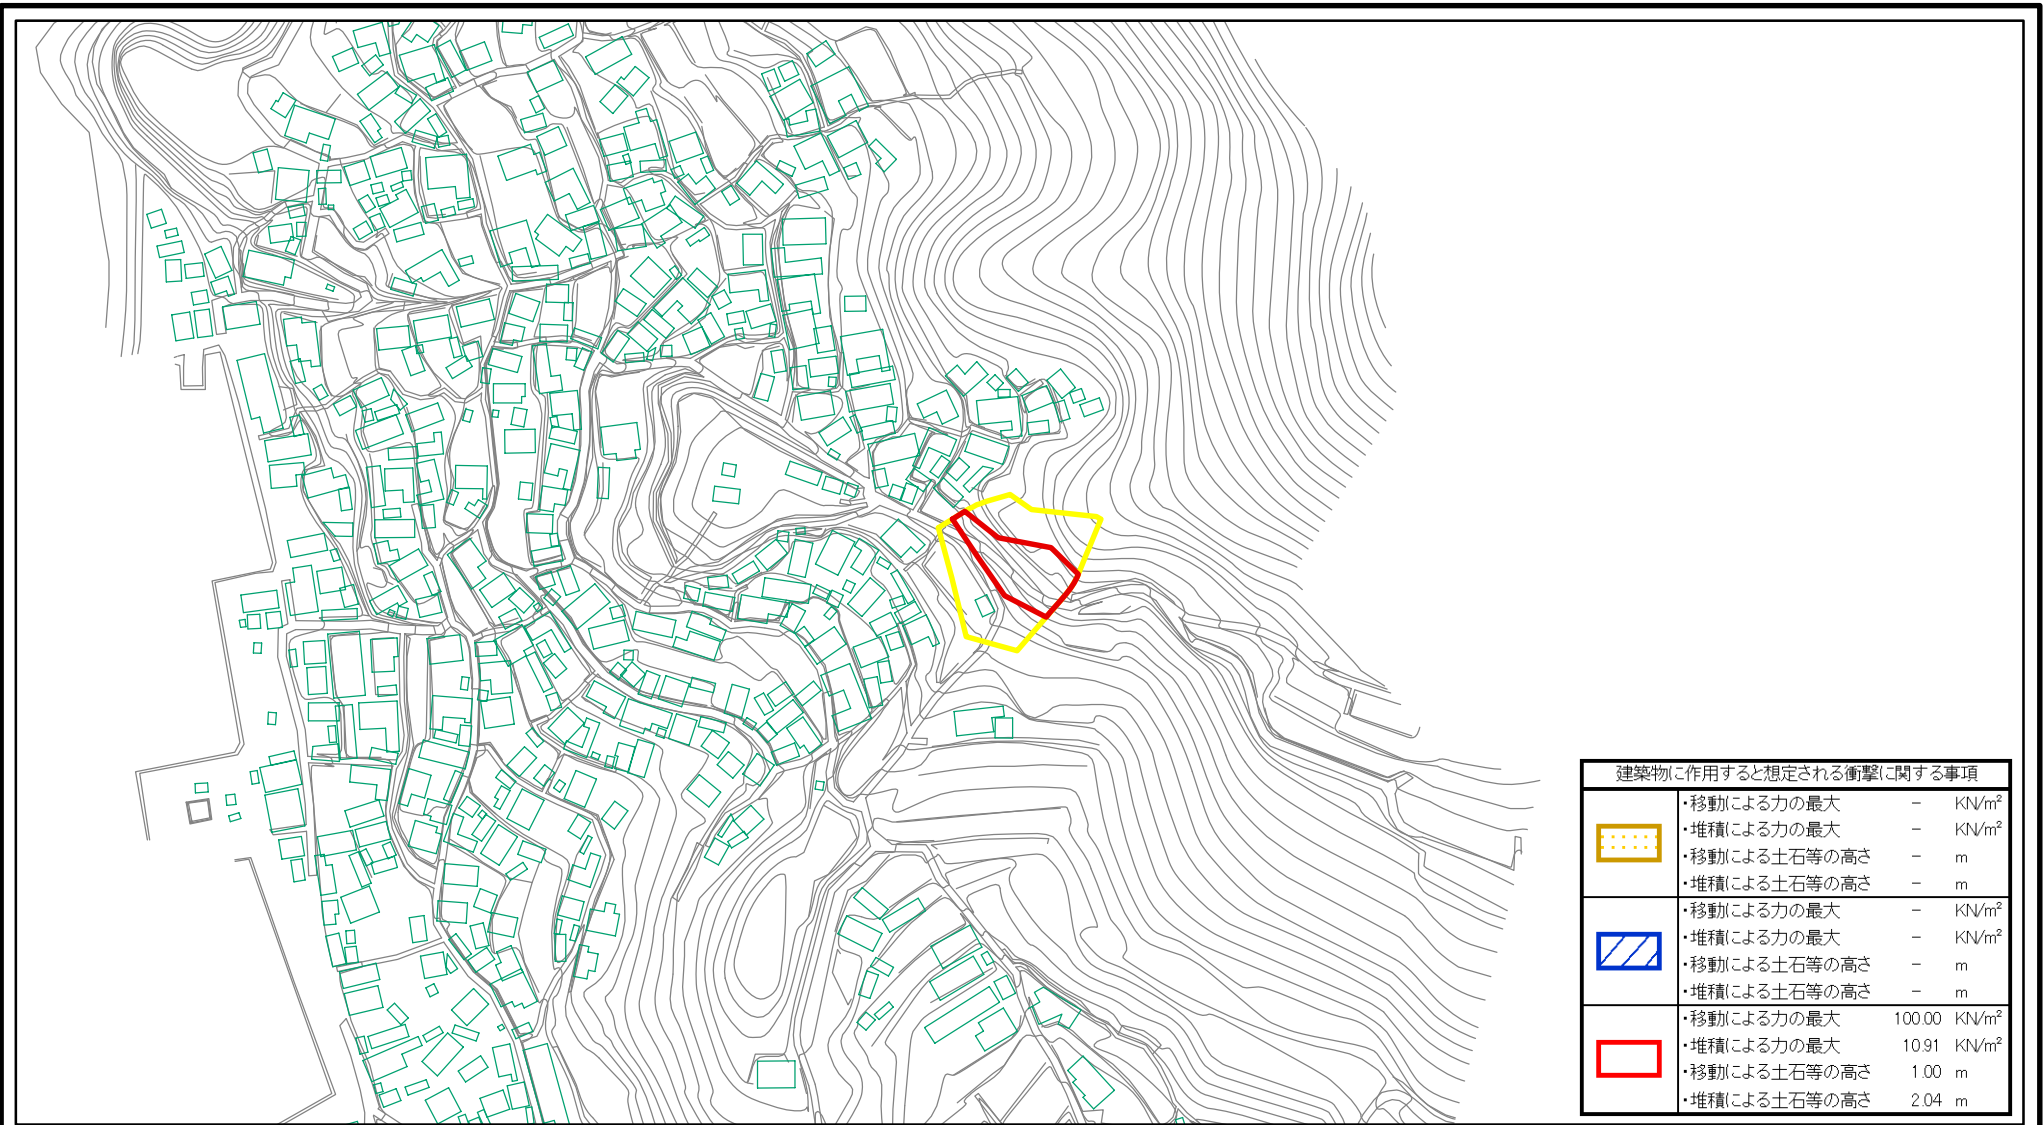 建築物に作用すると想定される衝撃に関する事項
・移動による力の最大 － KN/m²
・堆積による力の最大 － KN/m²
・移動による土石等の高さ － m
・堆積による土石等の高さ － m
・移動による力の最大 － KN/m²
・堆積による力の最大 － KN/m²
・移動による土石等の高さ － m
・堆積による土石等の高さ － m
・移動による力の最大 100.00 KN/m²
・堆積による力の最大 10.91 KN/m²
・移動による土石等の高さ 1.00 m
・堆積による土石等の高さ 2.04 m